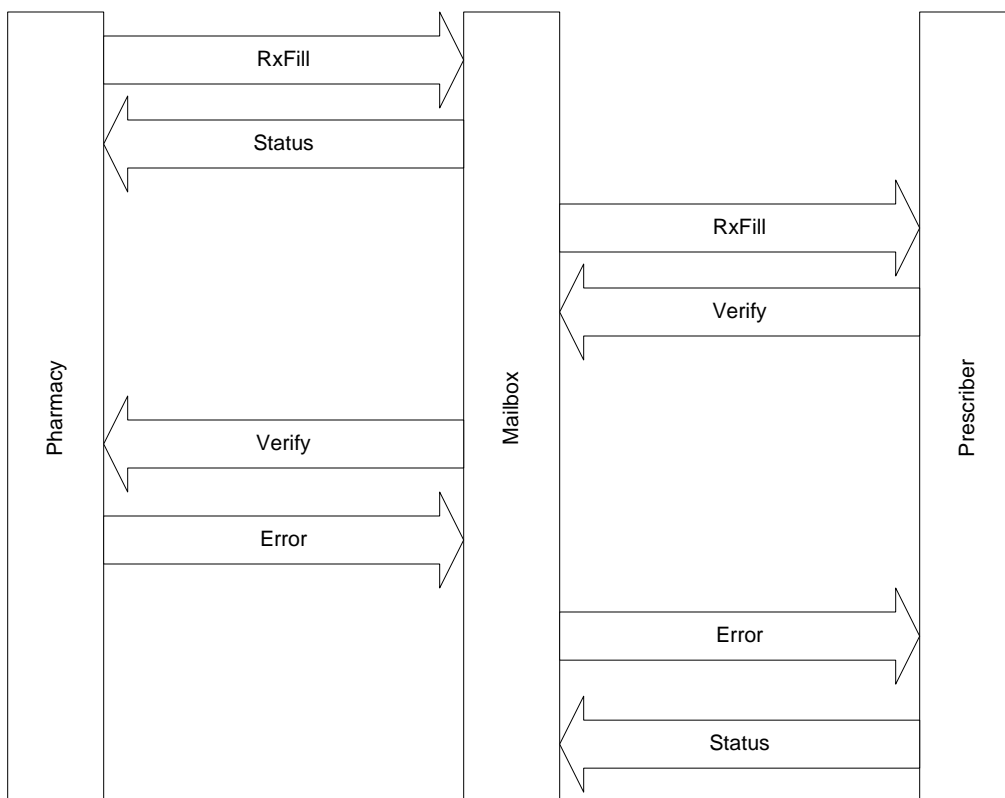 RxFill
Status
RxFill
Verify
Pharmacy
Mailbox
Prescriber
Verify
Error
Error
Status